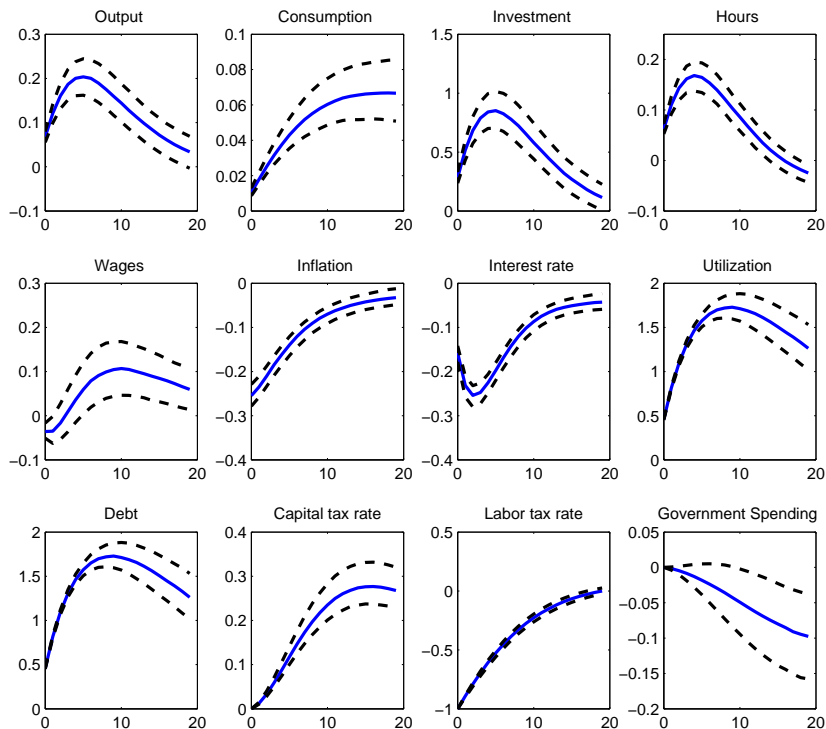 Output
0.3
0.2
0.1
0
−0.1
0 10 20
Consumption
0.1
0.08
0.06
0.04
0.02
0
0 10 20
Investment
1.5
1
0.5
0
0 10 20
Hours
0.2
0.1
0
−0.1
0 10 20
Wages
0.3
0.2
0.1
0
−0.1
0 10 20
Inflation
0
−0.1
−0.2
−0.3
−0.4
0 10 20
Interest rate
0
−0.1
−0.2
−0.3
−0.4
0 10 20
Utilization
2
1.5
1
0.5
0
0 10 20
Debt
2
1.5
1
0.5
0
0 10 20
Capital tax rate
0.4
0.3
0.2
0.1
0
0 10 20
Labor tax rate
0.5
0
−0.5
−1
0 10 20
Government Spending
0.05
0
−0.05
−0.1
−0.15
−0.2
0 10 20